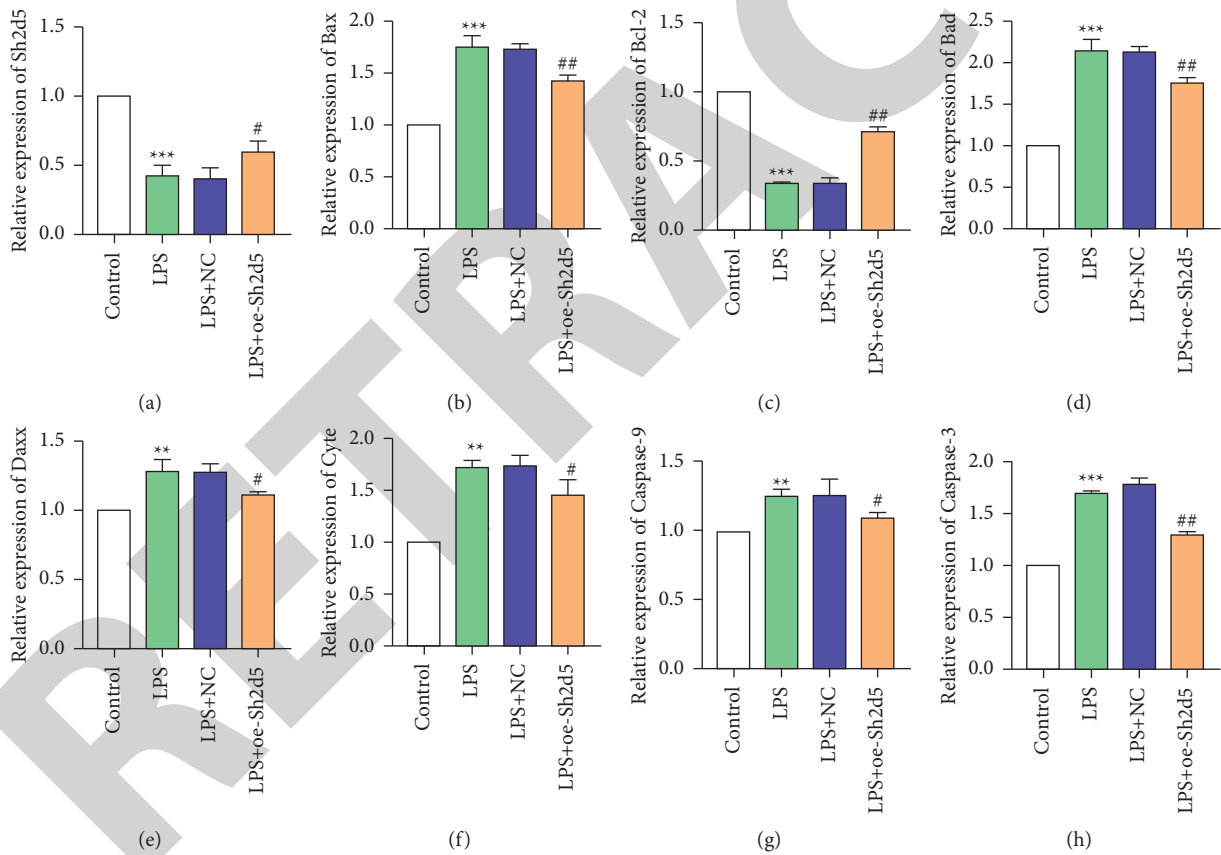 Relative expression of Sh2d5
1.5
1.0
0.5
0.0
***
#
Control
LPS
LPS+NC
LPS+oe-Sh2d5
(a)
Relative expression of Bax
2.0
1.5
1.0
0.5
0.0
***
##
Control
LPS
LPS+NC
LPS+oe-Sh2d5
(b)
Relative expression of Bcl-2
1.5
1.0
0.5
0.0
***
##
Control
LPS
LPS+NC
LPS+oe-Sh2d5
(c)
Relative expression of Bad
2.5
2.0
1.5
1.0
0.5
0.0
***
##
Control
LPS
LPS+NC
LPS+oe-Sh2d5
(d)
Relative expression of Daxx
1.5
1.0
0.5
0.0
**
#
Control
LPS
LPS+NC
LPS+oe-Sh2d5
(e)
Relative expression of Cyte
2.0
1.5
1.0
0.5
0.0
**
#
Control
LPS
LPS+NC
LPS+oe-Sh2d5
(f)
Relative expression of Caspase-9
1.5
1.0
0.5
0.0
**
#
Control
LPS
LPS+NC
LPS+oe-Sh2d5
(g)
Relative expression of Caspase-3
2.0
1.5
1.0
0.5
0.0
***
##
Control
LPS
LPS+NC
LPS+oe-Sh2d5
(h)
RETRAC